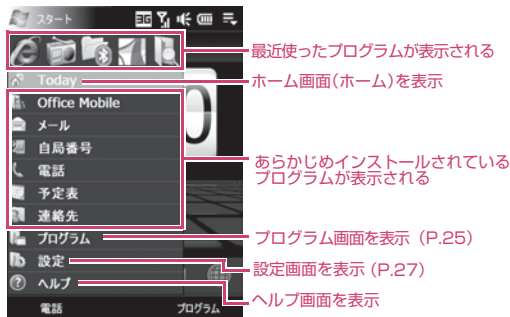 スタート
3G
最近使ったプログラムが表示される
Today
ホーム画面(ホーム)を表示
Office Mobile
メール
自局番号
電話
予定表
連絡先
あらかじめインストールされている
プログラムが表示される
プログラム
プログラム画面を表示 (P.25)
設定
設定画面を表示 (P.27)
ヘルプ
ヘルプ画面を表示
電話
プログラム